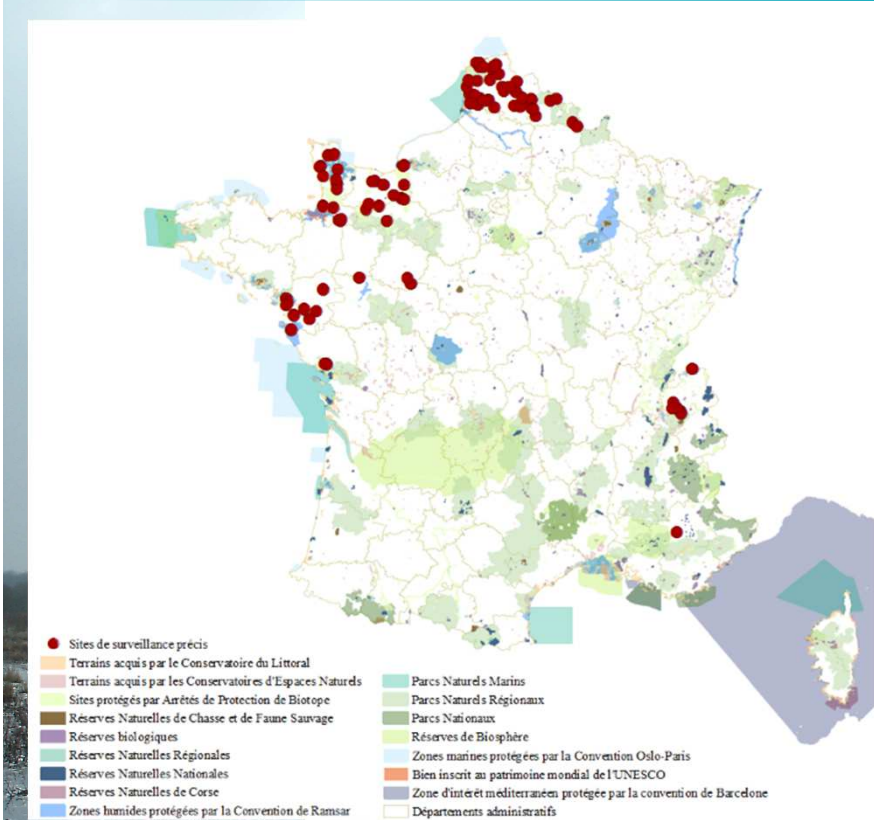 Sites de surveillance précis
Terrains acquis par le Conservatoire du Littoral
Terrains acquis par les Conservatoires d'Espaces Naturels
Sites protégés par Arrêtés de Protection de Biotope
Réserves Naturelles de Chasse et de Faune Sauvage
Réserves biologiques
Réserves Naturelles Régionales
Réserves Naturelles Nationales
Réserves de Corse
Zones humides protégées par la Convention de Ramsar
Parcs Naturels Marins
Parcs Naturels Régionaux
Parcs Nationaux
Réserves de Biosphère
Zones marines protégées par la Convention Oslo-Paris
Bien inscrit au patrimoine mondial de l'UNESCO
Zone d'intérêt méditerranéen protégée par la convention de Barcelone
Départements administratifs